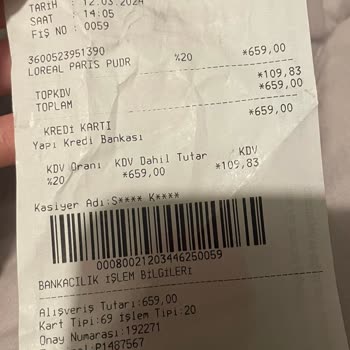 TARİH : 12.03.2024
SAAT : 14:05
FİŞ NO : 0059
3600523951390
LOREAL PARIS PUDR %20 *659,00
TOPKDV *109,83
TOPLAM *659,00
KREDİ KARTI *659,00
Yapı Kredi Bankası
KDV Oranı KDV Dahil Tutar KDV
%20 *659,00 *109,83
Kasiyer Adı:S**** K****
00080021203446260059
BANKACILIK İŞLEM BİLGİLERİ
Alışveriş Tutarı:659,00
Kart Tipi:69 İşlem Tipi:20
Onay Numarası:192271
:P1487567